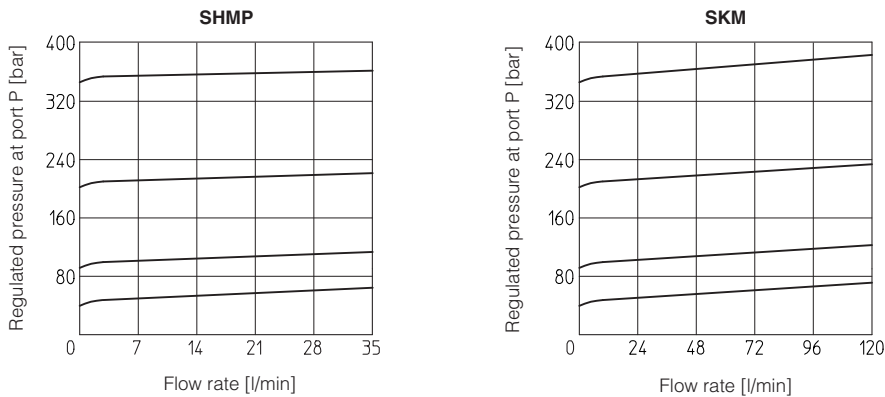 SHMP
Regulated pressure at port P [bar]
400
320
240
160
80
0 7 14 21 28 35
Flow rate [l/min]
SKM
Regulated pressure at port P [bar]
400
320
240
160
80
0 24 48 72 96 120
Flow rate [l/min]